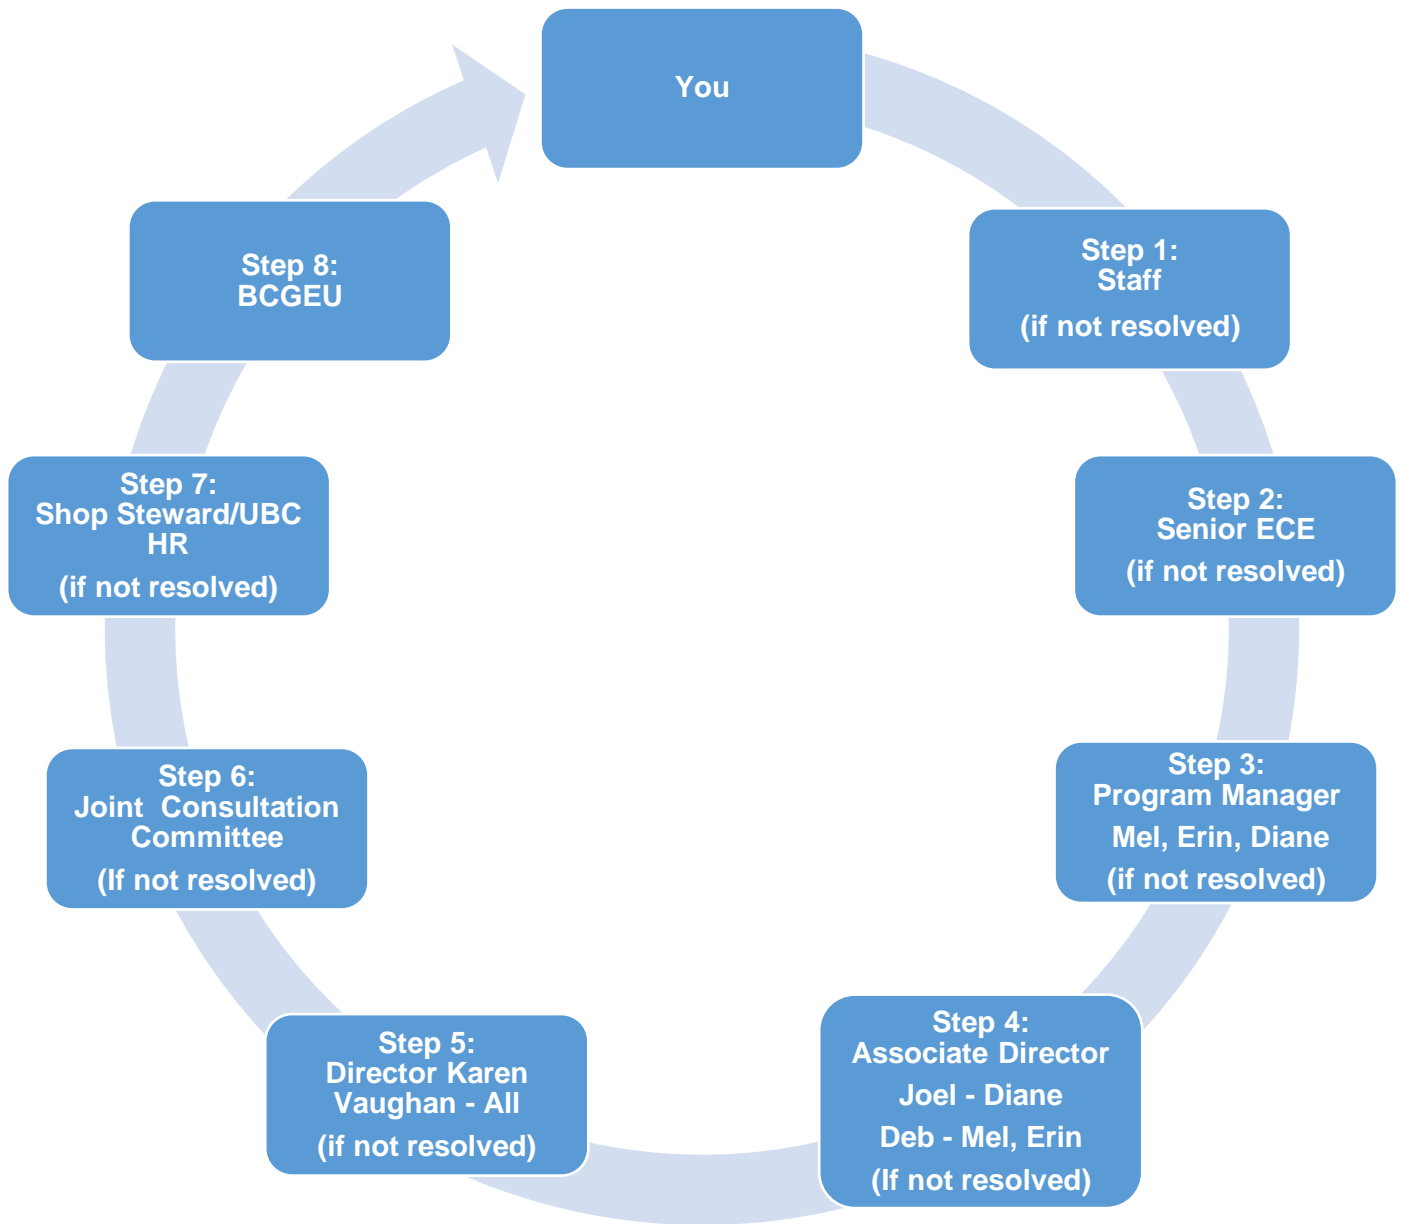 You
Step 1:
Staff
(if not resolved)
Step 2:
Senior ECE
(if not resolved)
Step 3:
Program Manager
Mel, Erin, Diane
(if not resolved)
Step 4:
Associate Director
Joel - Diane
Deb - Mel, Erin
(If not resolved)
Step 5:
Director Karen
Vaughan - All
(if not resolved)
Step 6:
Joint  Consultation
Committee
(If not resolved)
Step 7:
Shop Steward/UBC
HR
(if not resolved)
Step 8:
BCGEU